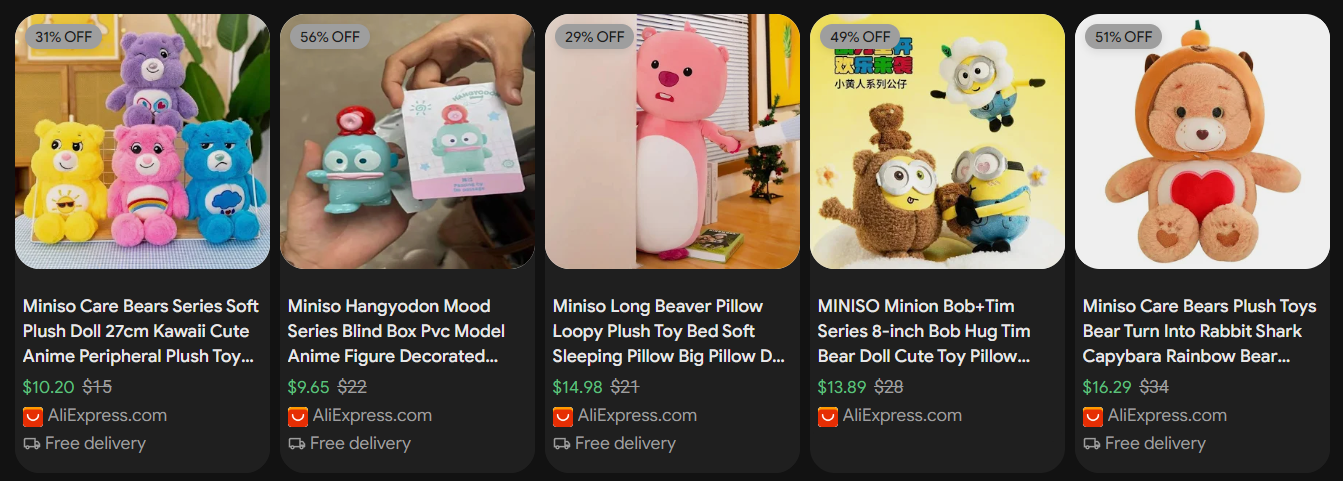 31% OFF
Miniso Care Bears Series Soft
Plush Doll 27cm Kawaii Cute
Anime Peripheral Plush Toy...
$10.20 $15
AliExpress.com
Free delivery
56% OFF
HANGYODON
Miniso Hangyodon Mood
Series Blind Box Pvc Model
Anime Figure Decorated...
$9.65 $22
AliExpress.com
Free delivery
29% OFF
Miniso Long Beaver Pillow
Loopy Plush Toy Bed Soft
Sleeping Pillow Big Pillow D...
$14.98 $21
AliExpress.com
Free delivery
49% OFF
欢乐来袭
小黄人系列公仔
MINISO Minion Bob+Tim
Series 8-inch Bob Hug Tim
Bear Doll Cute Toy Pillow...
$13.89 $28
AliExpress.com
51% OFF
Miniso Care Bears Plush Toys
Bear Turn Into Rabbit Shark
Capybara Rainbow Bear...
$16.29 $34
AliExpress.com
Free delivery